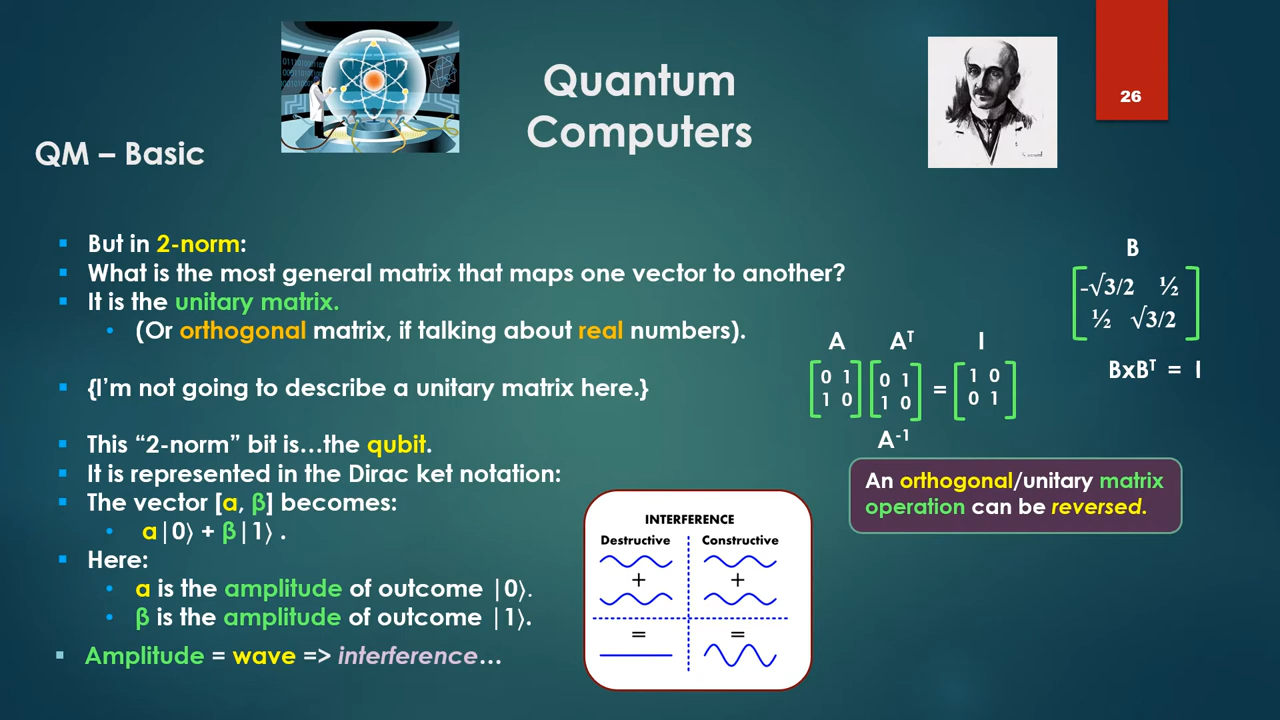 Quantum
Computers
26
QM – Basic
But in 2-norm:
What is the most general matrix that maps one vector to another?
It is the unitary matrix.
(Or orthogonal matrix, if talking about real numbers).
{I'm not going to describe a unitary matrix here.}
This “2-norm” bit is…the qubit.
It is represented in the Dirac ket notation:
The vector [α, β] becomes:
α|0⟩ + β|1⟩ .
Here:
α is the amplitude of outcome |0⟩.
β is the amplitude of outcome |1⟩.
Amplitude = wave => interference…
B
-√3/2 ½
½ √3/2
BxBᵀ = I
A Aᵀ I
0 1 0 1 = 1 0
1 0 1 0 0 1
A⁻¹
An orthogonal/unitary matrix
operation can be reversed.
INTERFERENCE
Destructive Constructive
+ +
= =